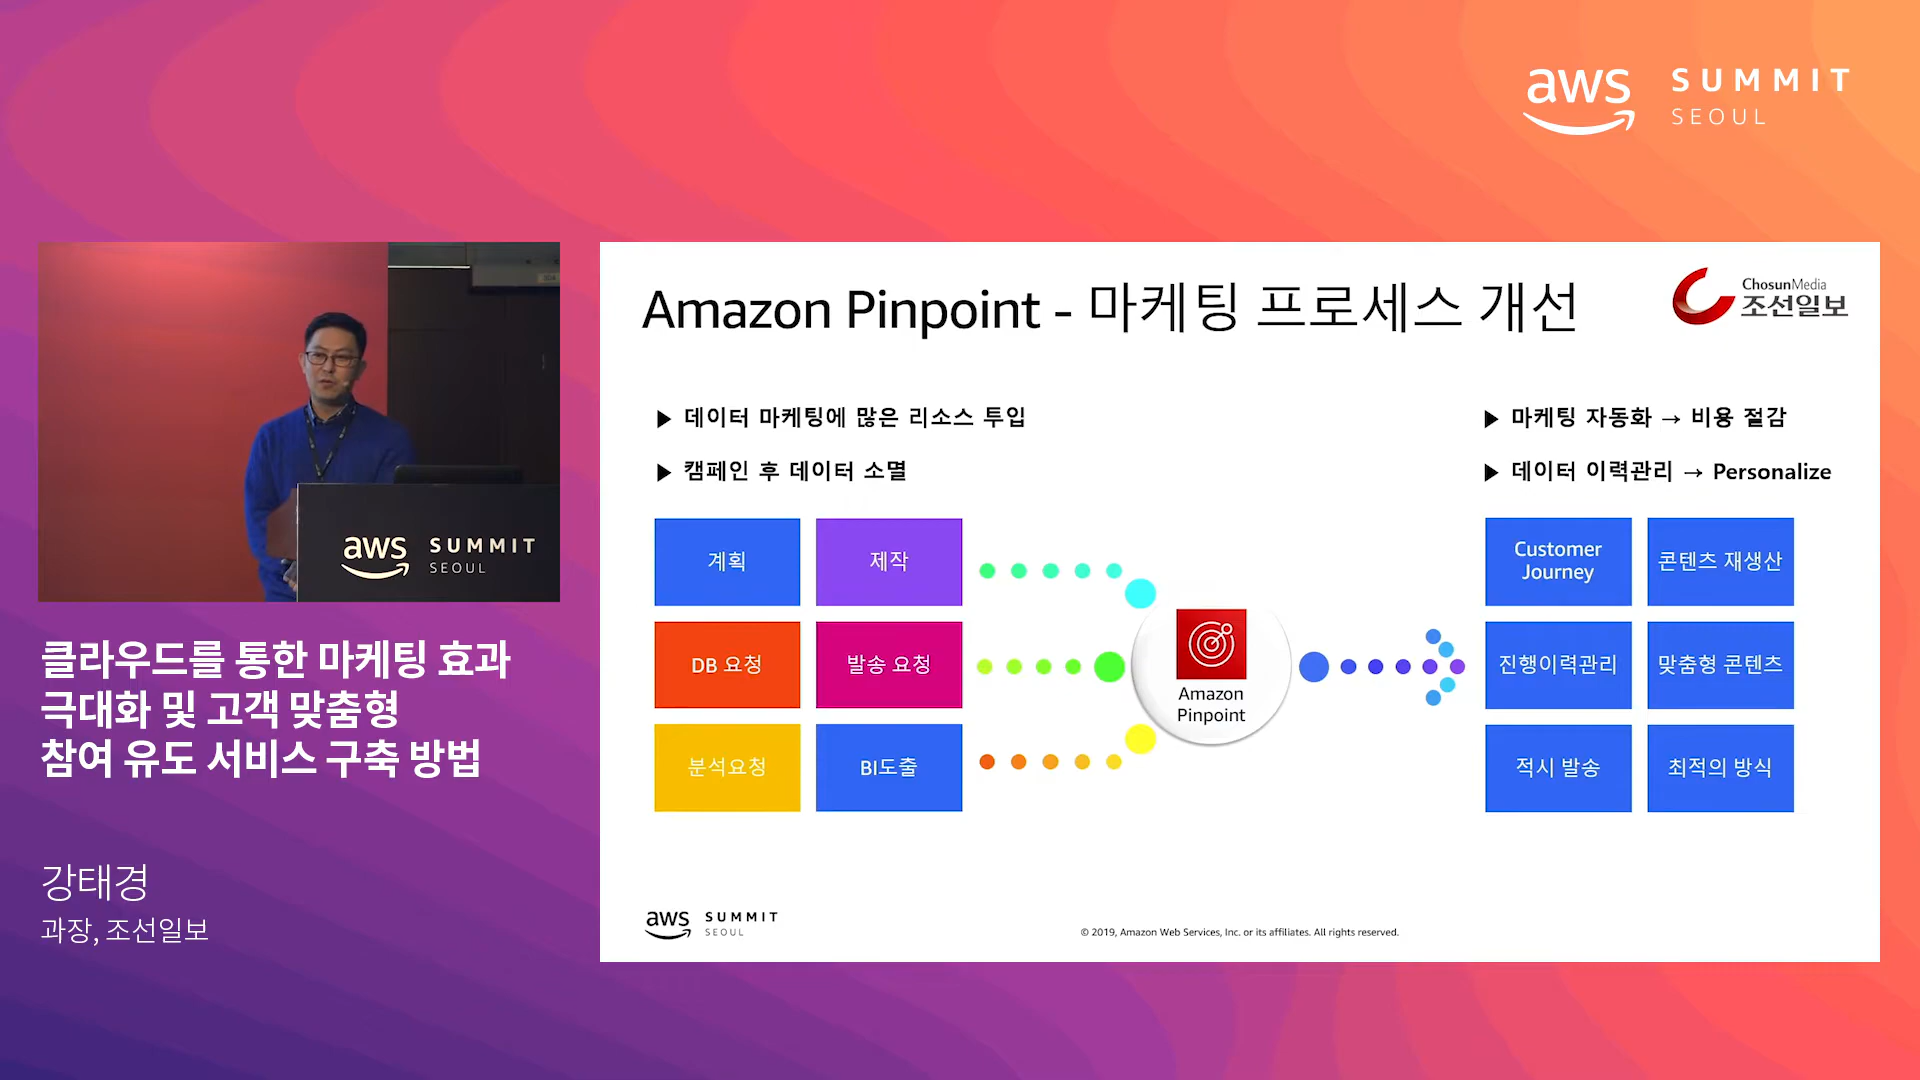 aws SUMMIT
SEOUL
aws SUMMIT
SEOUL
클라우드를 통한 마케팅 효과
극대화 및 고객 맞춤형
참여 유도 서비스 구축 방법
강태경
과장, 조선일보
Amazon Pinpoint - 마케팅 프로세스 개선
ChosunMedia
조선일보
▶ 데이터 마케팅에 많은 리소스 투입
▶ 캠페인 후 데이터 소멸
계획
제작
DB 요청
발송 요청
분석요청
BI도출
Amazon
Pinpoint
▶ 마케팅 자동화 → 비용 절감
▶ 데이터 이력관리 → Personalize
Customer
Journey
콘텐츠 재생산
진행이력관리
맞춤형 콘텐츠
적시 발송
최적의 방식
aws SUMMIT
SEOUL
© 2019, Amazon Web Services, Inc. or its affiliates. All rights reserved.